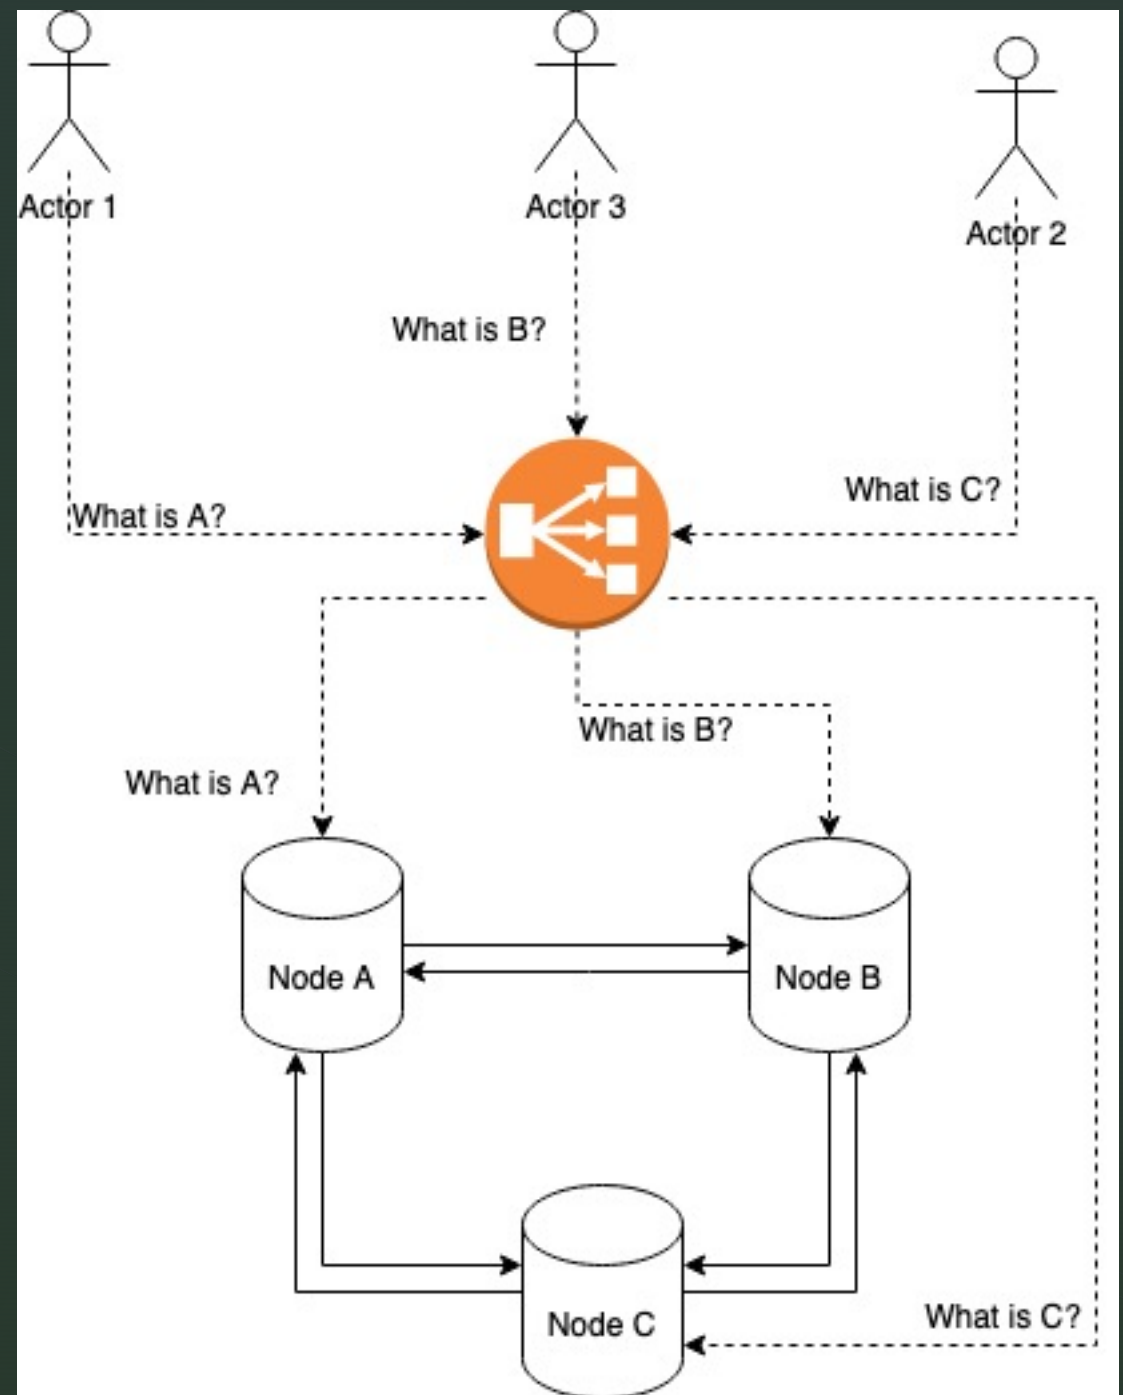 Actor 1
Actor 3
Actor 2
What is B?
What is C?
What is A?
What is B?
What is A?
Node A
Node B
Node C
What is C?